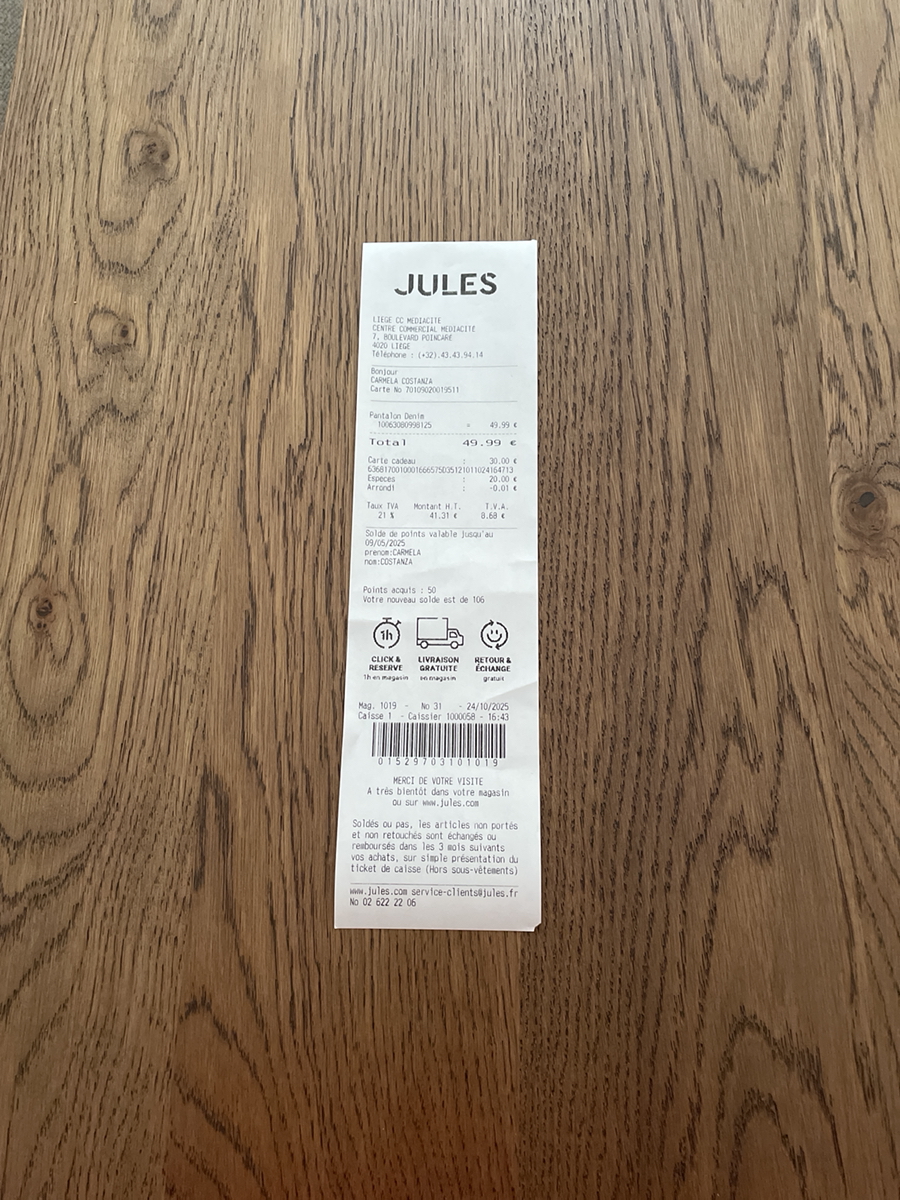 JULES
LIEGE CC MEDIACITE
CENTRE COMMERCIAL MEDIACITE
7, BOULEVARD POINCARE
4020 LIEGE
Téléphone : (+32).43.43.94.14
Bonjour
CARMELA COSTANZA
Carte No 70109020019511
Pantalon Denim
10063080998125 = 49.99 €
Total 49.99 €
Carte cadeau : 30.00 €
Especes : 20.00 €
Arrondi : -0.01 €
Taux TVA Montant H.T. T.V.A.
21 % 41.31 € 8.68 €
Solde de points valable jusqu'au
09/05/2025
prenom:CARMELA
nom:COSTANZA
Points acquis : 50
Votre nouveau solde est de 106
1h
CLICK & RESERVE 1h en magasin
LIVRAISON GRATUITE en magasin
RETOUR & ÉCHANGE gratuit
Mag. 1019 - No 31 - 24/10/2025
Caisse 1 - Caissier 1000058 - 16:43
01529703101019
MERCI DE VOTRE VISITE
A très bientôt dans votre magasin
ou sur www.jules.com
Soldés ou pas, les articles non portés
et non retouchés sont échangés ou
remboursés dans les 3 mois suivants
vos achats, sur simple présentation du
ticket de caisse (Hors sous-vêtements)
www.jules.com service-clients@jules.fr
No 02 622 22 06